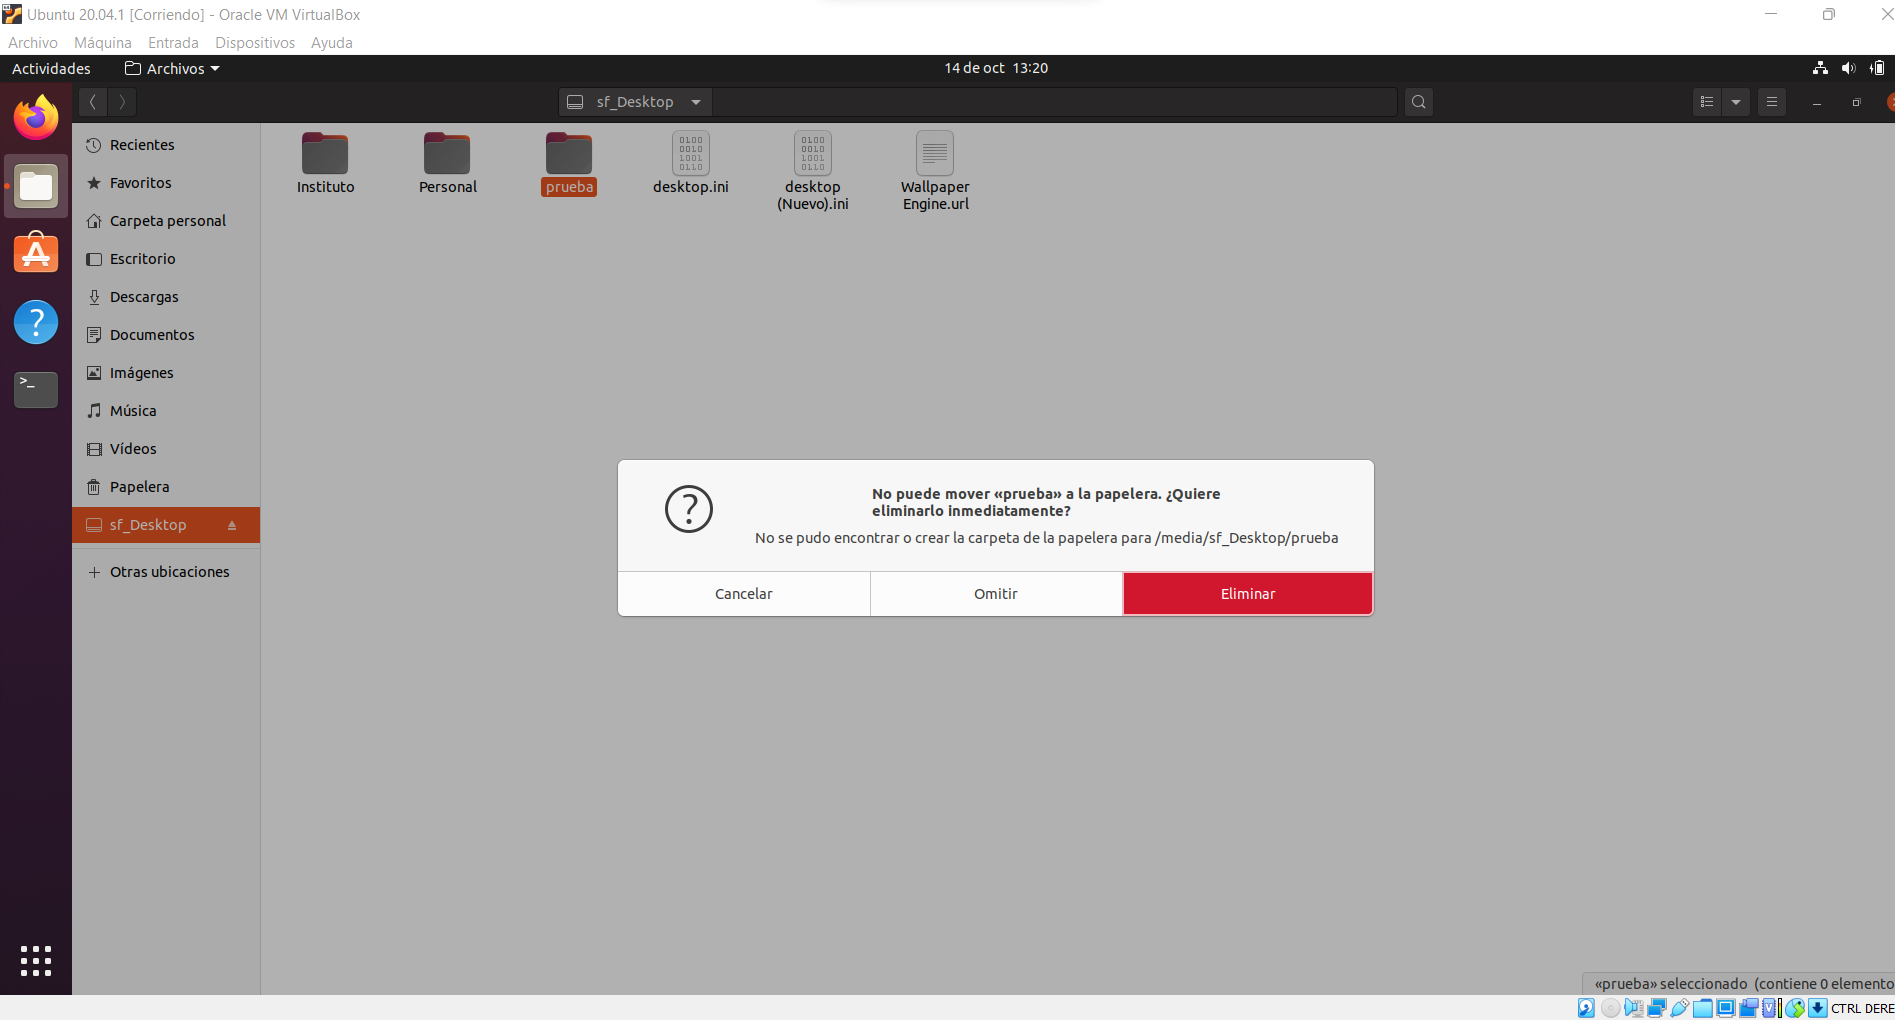 Ubuntu 20.04.1 [Corriendo] - Oracle VM VirtualBox
Archivo Máquina Entrada Dispositivos Ayuda
Actividades Archivos 14 de oct 13:20
sf_Desktop
Recientes
Favoritos
Carpeta personal
Escritorio
Descargas
Documentos
Imágenes
Música
Vídeos
Papelera
sf_Desktop
Otras ubicaciones
Instituto
Personal
prueba
desktop.ini
desktop
(Nuevo).ini
Wallpaper
Engine.url
No puede mover «prueba» a la papelera. ¿Quiere
eliminarlo inmediatamente?
No se pudo encontrar o crear la carpeta de la papelera para /media/sf_Desktop/prueba
Cancelar Omitir Eliminar
«prueba» seleccionado (contiene 0 elemento
CTRL DERE